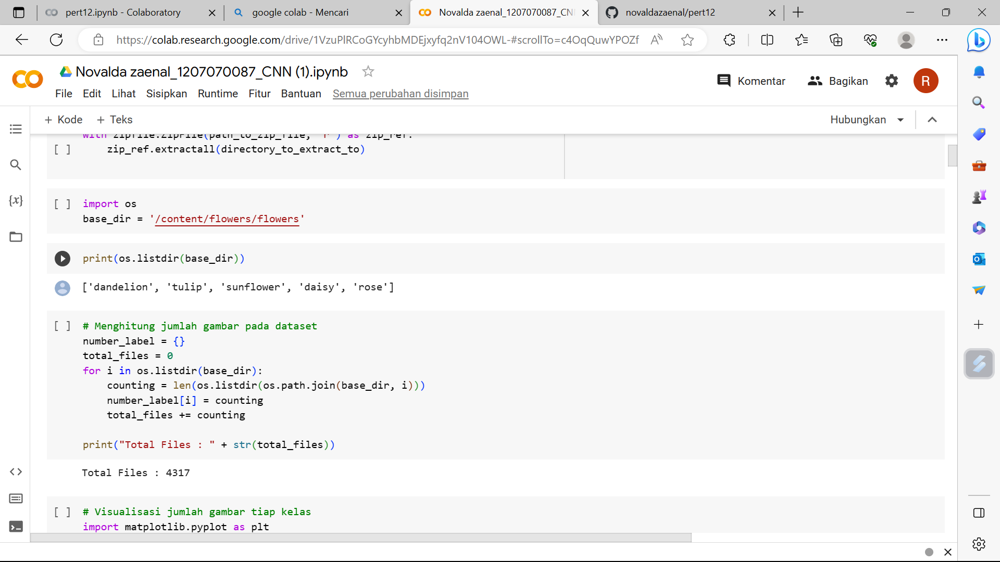 pert12.ipynb - Colaboratory
google colab - Mencari
Novalda zaenal_1207070087_CN
novaldazaenal/pert12
https://colab.research.google.com/drive/1VzuPlRCoGYcyhbMDEjxyfq2nV104OWL-#scrollTo=c4OqQuwYPOZf
Novalda zaenal_1207070087_CNN (1).ipynb
Komentar
Bagikan
R
File Edit Lihat Sisipkan Runtime Fitur Bantuan Semua perubahan disimpan
+ Kode + Teks
Hubungkan
with zipfile.ZipFile(path_to_zip_file, 'r') as zip_ref:
[ ] zip_ref.extractall(directory_to_extract_to)
[ ] import os
base_dir = '/content/flowers/flowers'
print(os.listdir(base_dir))
['dandelion', 'tulip', 'sunflower', 'daisy', 'rose']
[ ] # Menghitung jumlah gambar pada dataset
number_label = {}
total_files = 0
for i in os.listdir(base_dir):
counting = len(os.listdir(os.path.join(base_dir, i)))
number_label[i] = counting
total_files += counting
print("Total Files : " + str(total_files))
Total Files : 4317
[ ] # Visualisasi jumlah gambar tiap kelas
import matplotlib.pyplot as plt